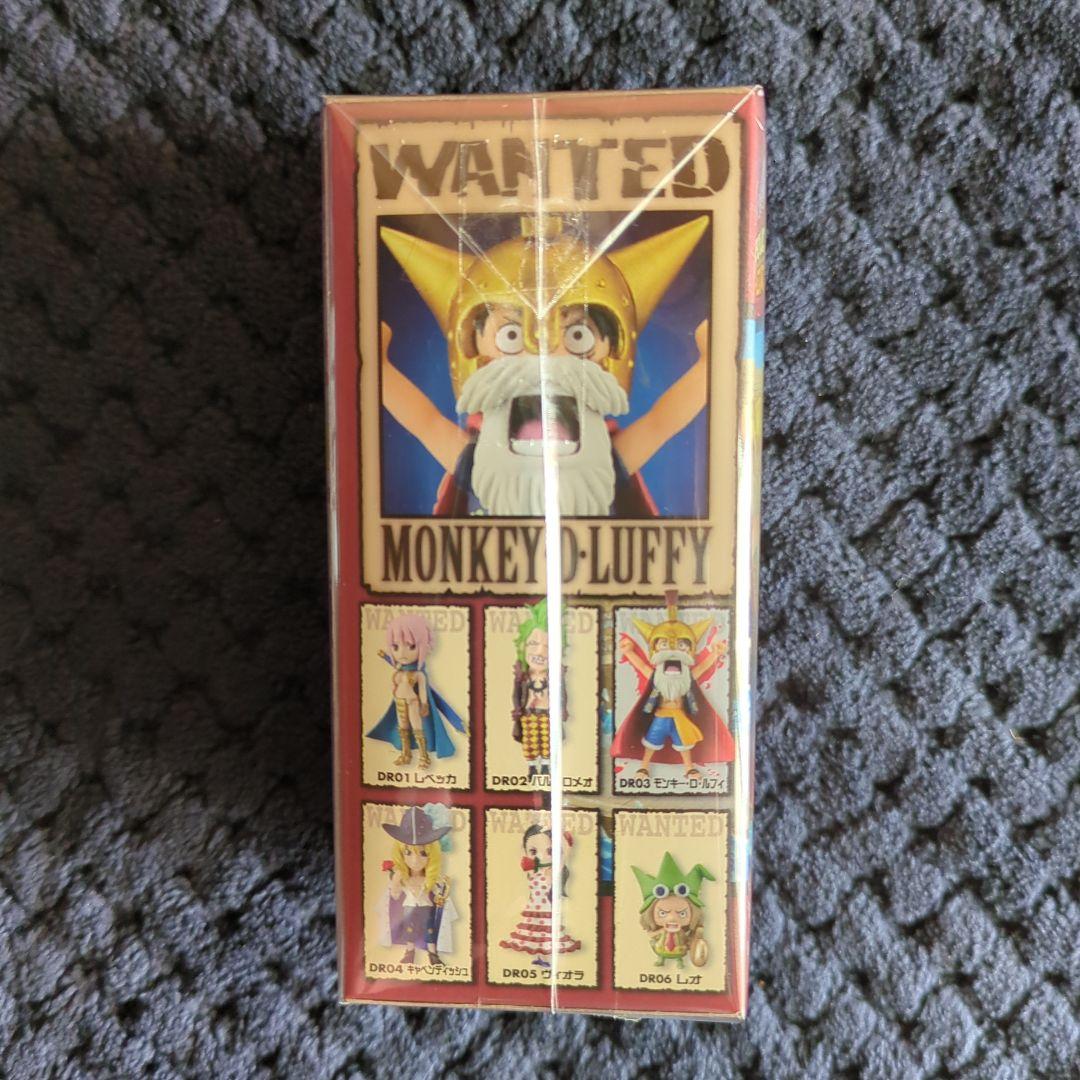 WANTED
MONKEY·D·LUFFY
WANTED
WANTED
WANTED
DR01 レベッカ
DR02 バルトロメオ
DR03 モンキー・D・ルフィ
WANTED
WANTED
WANTED
DR04 キャベンディッシュ
DR05 ヴィオラ
DR06 レオ